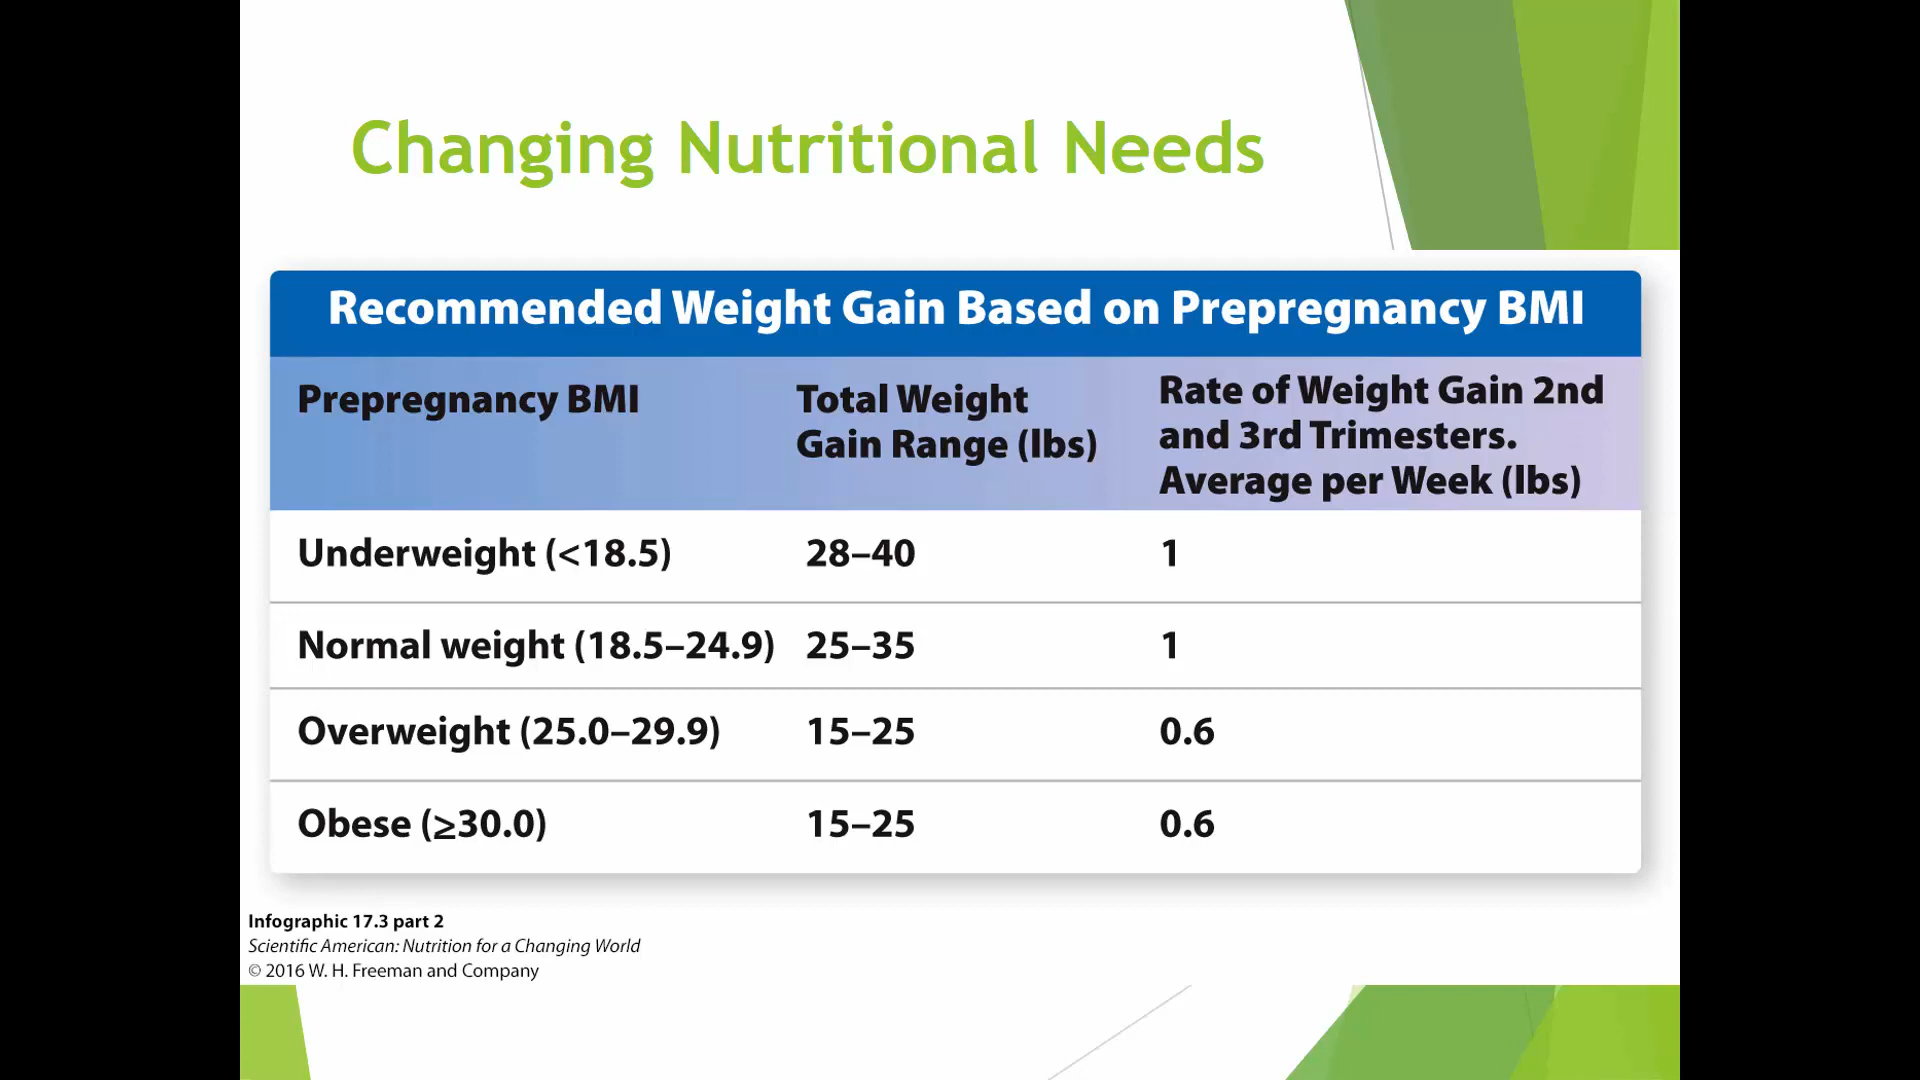 Changing Nutritional Needs
Recommended Weight Gain Based on Prepregnancy BMI
Prepregnancy BMI
Total Weight
Gain Range (lbs)
Rate of Weight Gain 2nd
and 3rd Trimesters.
Average per Week (lbs)
Underweight (<18.5) 28–40 1
Normal weight (18.5–24.9) 25–35 1
Overweight (25.0–29.9) 15–25 0.6
Obese (≥30.0) 15–25 0.6
Infographic 17.3 part 2
Scientific American: Nutrition for a Changing World
© 2016 W. H. Freeman and Company